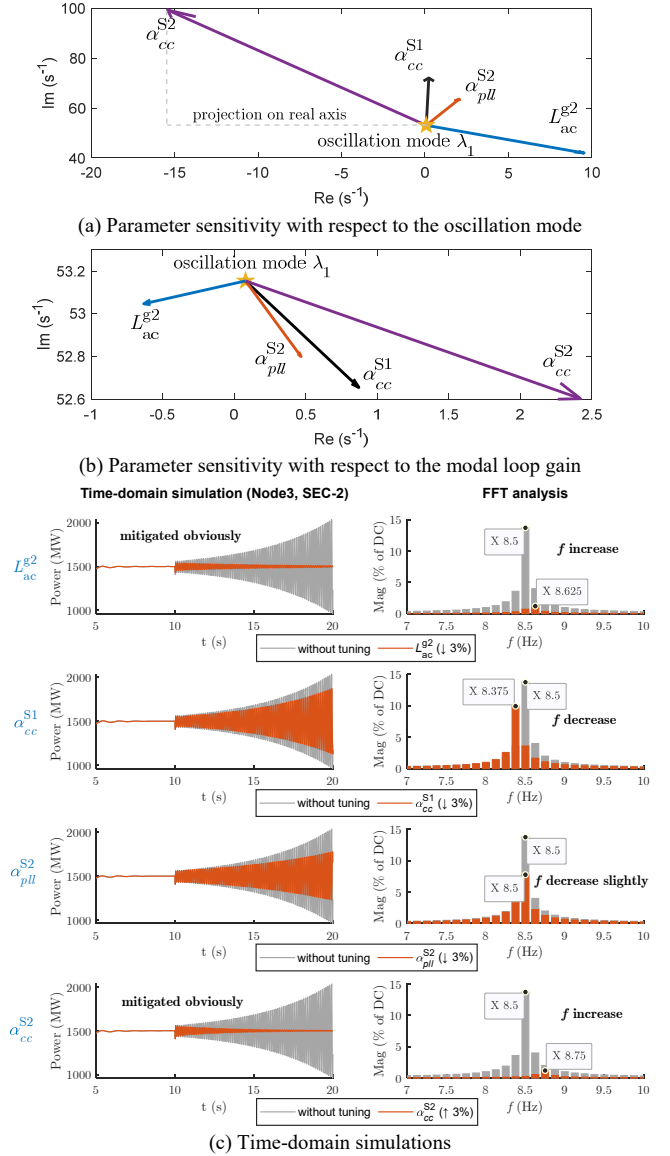 100
80
60
40
Im (s⁻¹)
α_cc^S2
α_cc^S1
α_pll^S2
L_ac^g2
projection on real axis
oscillation mode λ₁
-20 -15 -10 -5 0 5 10
Re (s⁻¹)
(a) Parameter sensitivity with respect to the oscillation mode
53.2
52.8
52.6
Im (s⁻¹)
oscillation mode λ₁
L_ac^g2
α_pll^S2
α_cc^S1
α_cc^S2
-1 -0.5 0 0.5 1 1.5 2 2.5
Re (s⁻¹)
(b) Parameter sensitivity with respect to the modal loop gain
Time-domain simulation (Node3, SEC-2) FFT analysis
L_ac^g2
Power (MW)
2000
1500
1000
mitigated obviously
5 10 15 20
t (s)
Mag (% of DC)
15
10
5
0
X 8.5
f increase
X 8.625
7 7.5 8 8.5 9 9.5 10
f (Hz)
without tuning L_ac^g2 (↓ 3%)
α_cc^S1
Power (MW)
2000
1500
1000
5 10 15 20
t (s)
Mag (% of DC)
15
10
5
0
X 8.375
X 8.5
f decrease
7 7.5 8 8.5 9 9.5 10
f (Hz)
without tuning α_cc^S1 (↓ 3%)
α_pll^S2
Power (MW)
2000
1500
1000
5 10 15 20
t (s)
Mag (% of DC)
15
10
5
0
X 8.5
X 8.5
f decrease slightly
7 7.5 8 8.5 9 9.5 10
f (Hz)
without tuning α_pll^S2 (↓ 3%)
α_cc^S2
Power (MW)
2000
1500
1000
mitigated obviously
5 10 15 20
t (s)
Mag (% of DC)
15
10
5
0
X 8.5
f increase
X 8.75
7 7.5 8 8.5 9 9.5 10
f (Hz)
without tuning α_cc^S2 (↑ 3%)
(c) Time-domain simulations